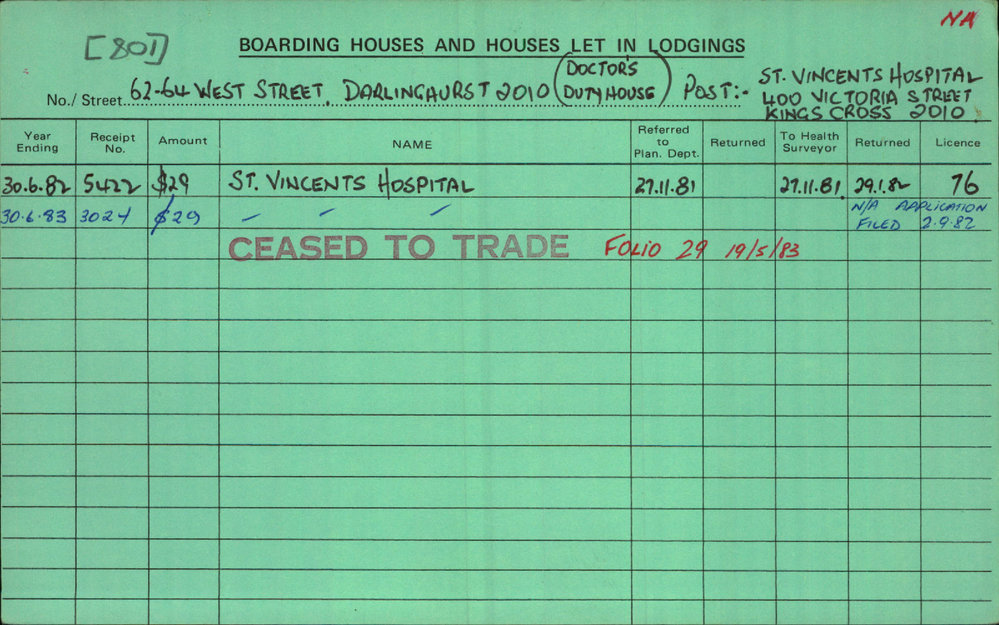 NA
[801]
BOARDING HOUSES AND HOUSES LET IN LODGINGS
No./ Street 62-64 WEST STREET, DARLINGHURST 2010 (DOCTOR'S DUTY HOUSE) POST:- ST. VINCENTS HOSPITAL
400 VICTORIA STREET
KINGS CROSS 2010
Year Ending Receipt No. Amount NAME Referred to Plan. Dept. Returned To Health Surveyor Returned Licence
30.6.82 5422 $29 ST. VINCENTS HOSPITAL 27.11.81 27.11.81. 29.1.82 76
30.6.83 3024 $29 — — — N/A APPLICATION
FILED 2.9.82
CEASED TO TRADE FOLIO 29 19/5/83